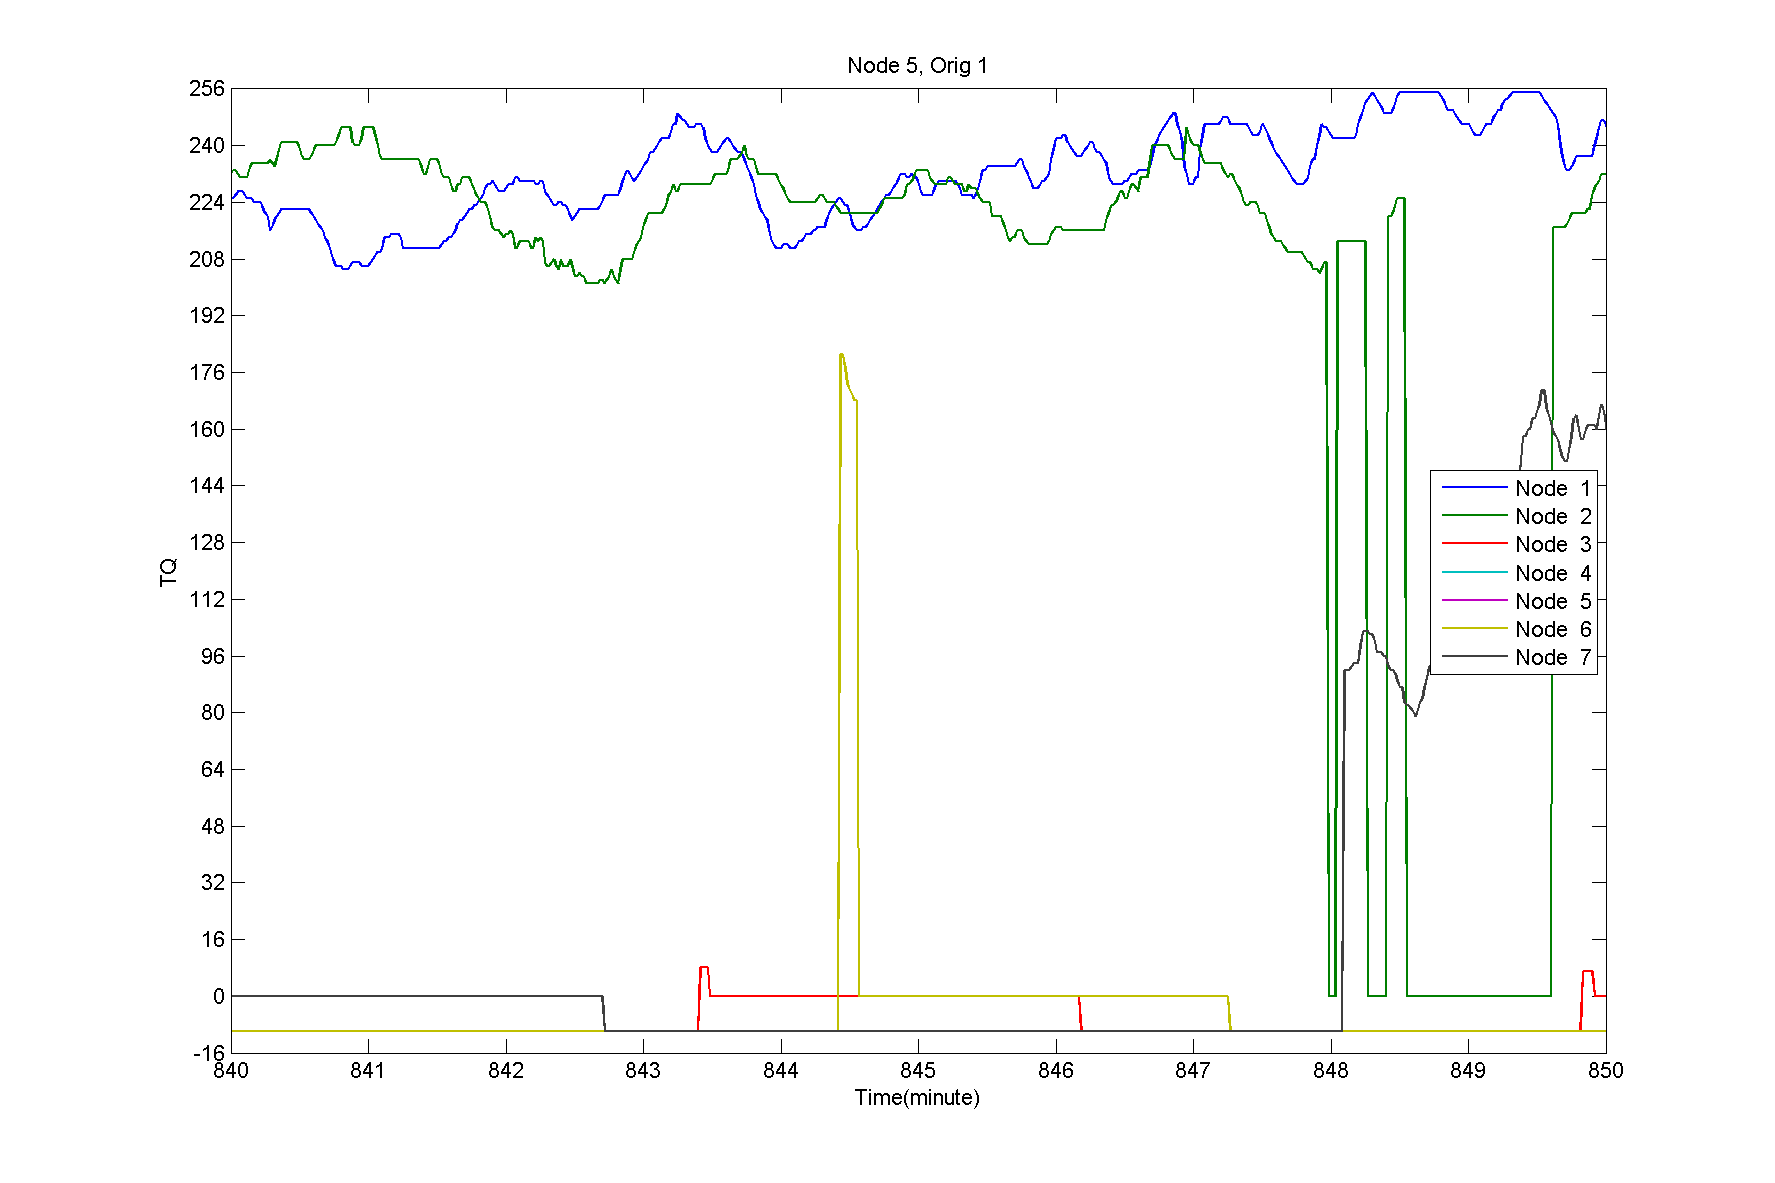 Node 5, Orig 1
256
240
224
208
192
176
160
144
128
112
96
80
64
48
32
16
0
-16
TQ
Node 1
Node 2
Node 3
Node 4
Node 5
Node 6
Node 7
840 841 842 843 844 845 846 847 848 849 850
Time(minute)